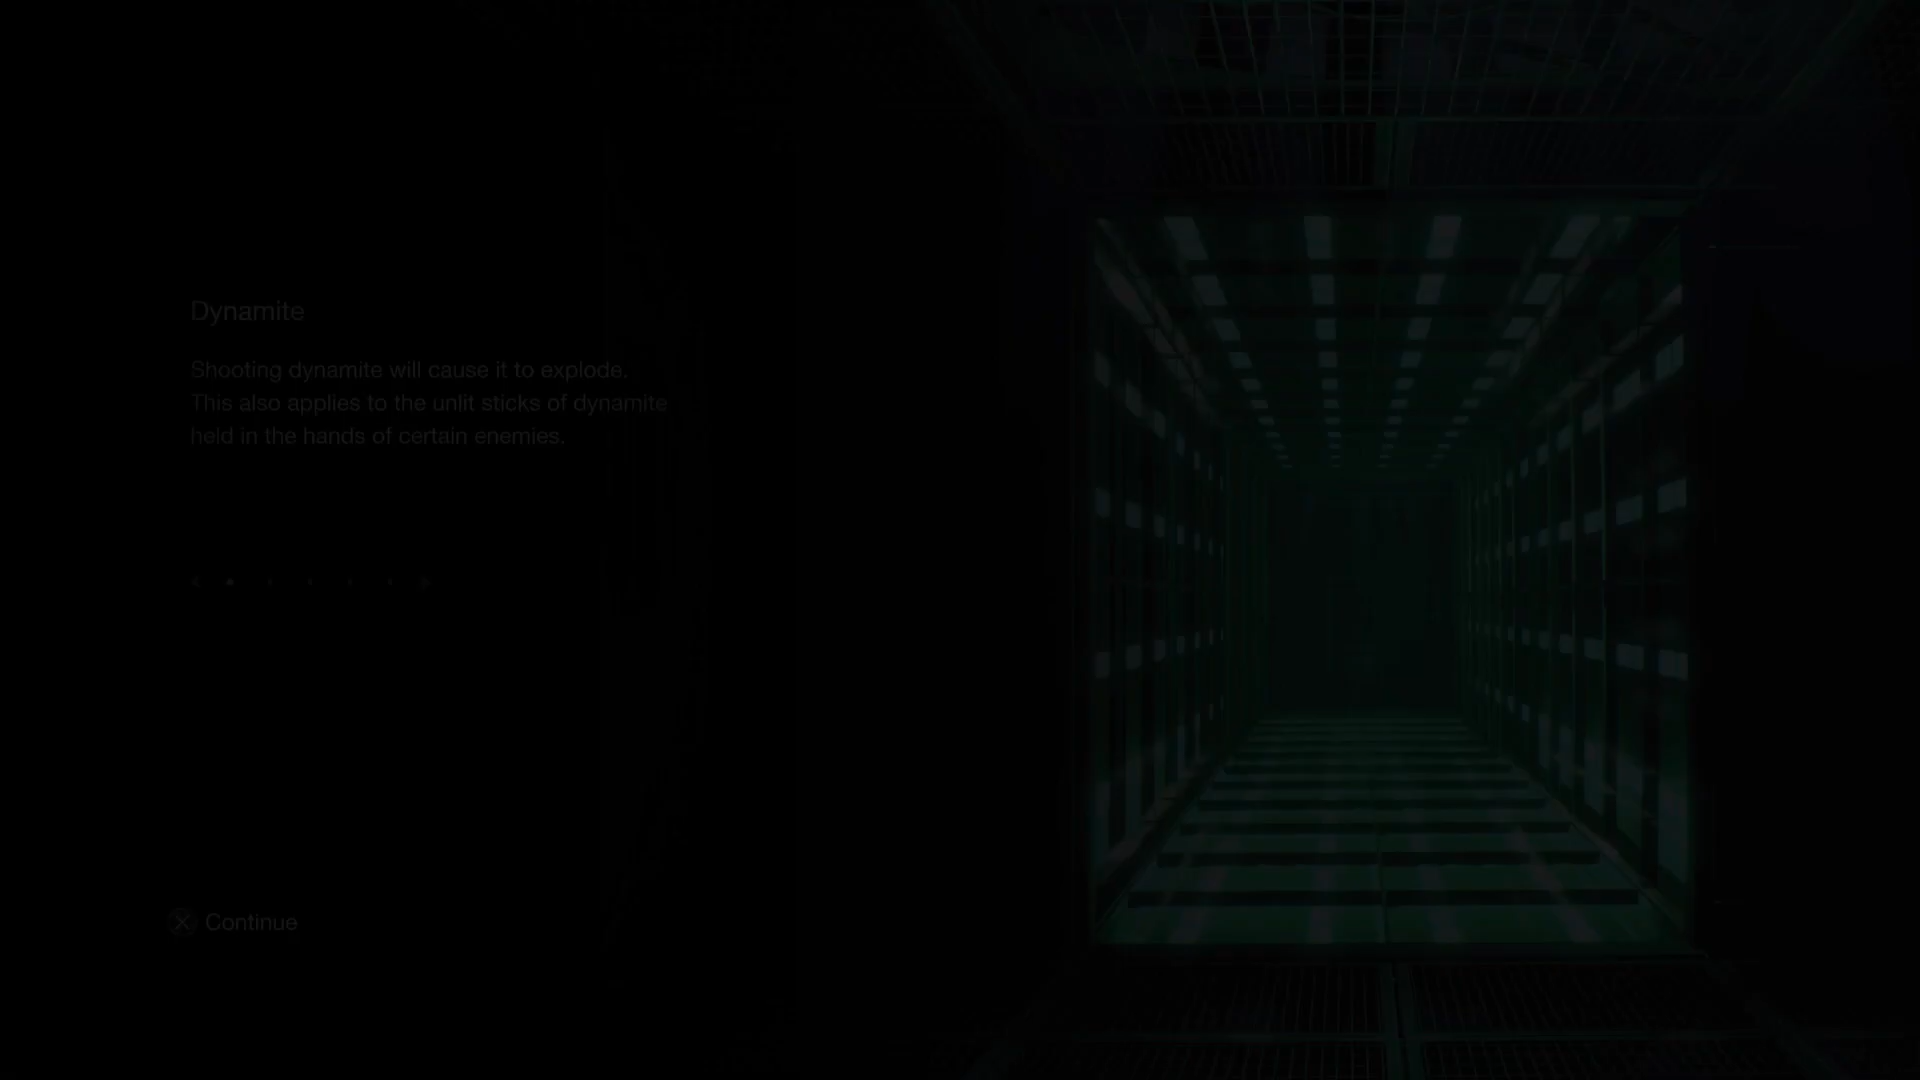 Dynamite
Shooting dynamite will cause it to explode.
This also applies to the unlit sticks of dynamite
held in the hands of certain enemies.
Continue